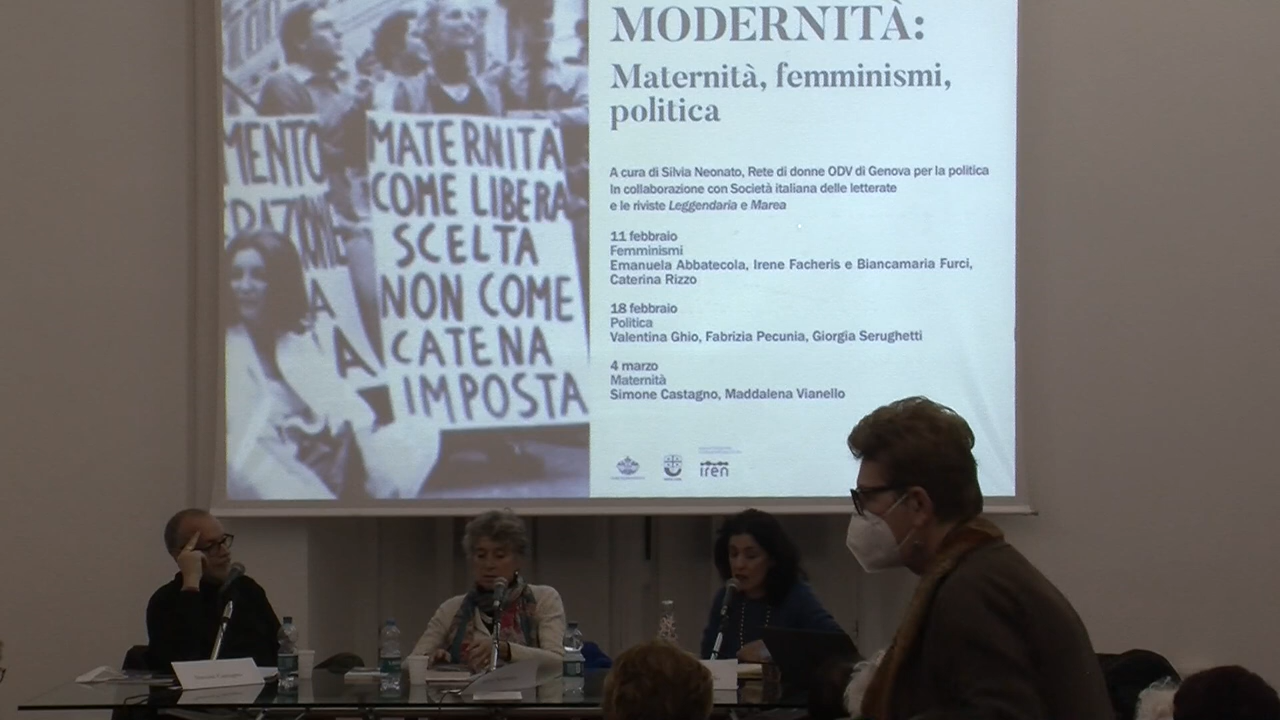 MODERNITÀ:
Maternità, femminismi,
politica
A cura di Silvia Neonato, Rete di donne ODV di Genova per la politica
In collaborazione con Società italiana delle letterate
e le riviste Leggendaria e Marea
11 febbraio
Femminismi
Emanuela Abbatecola, Irene Facheris e Biancamaria Furci,
Caterina Rizzo
18 febbraio
Politica
Valentina Ghio, Fabrizia Pecunia, Giorgia Serughetti
4 marzo
Maternità
Simone Castagno, Maddalena Vianello
iren
MENTO
RAZIONE
A
A
MATERNITA
COME LIBERA
SCELTA
NON COME
CATENA
IMPOSTA